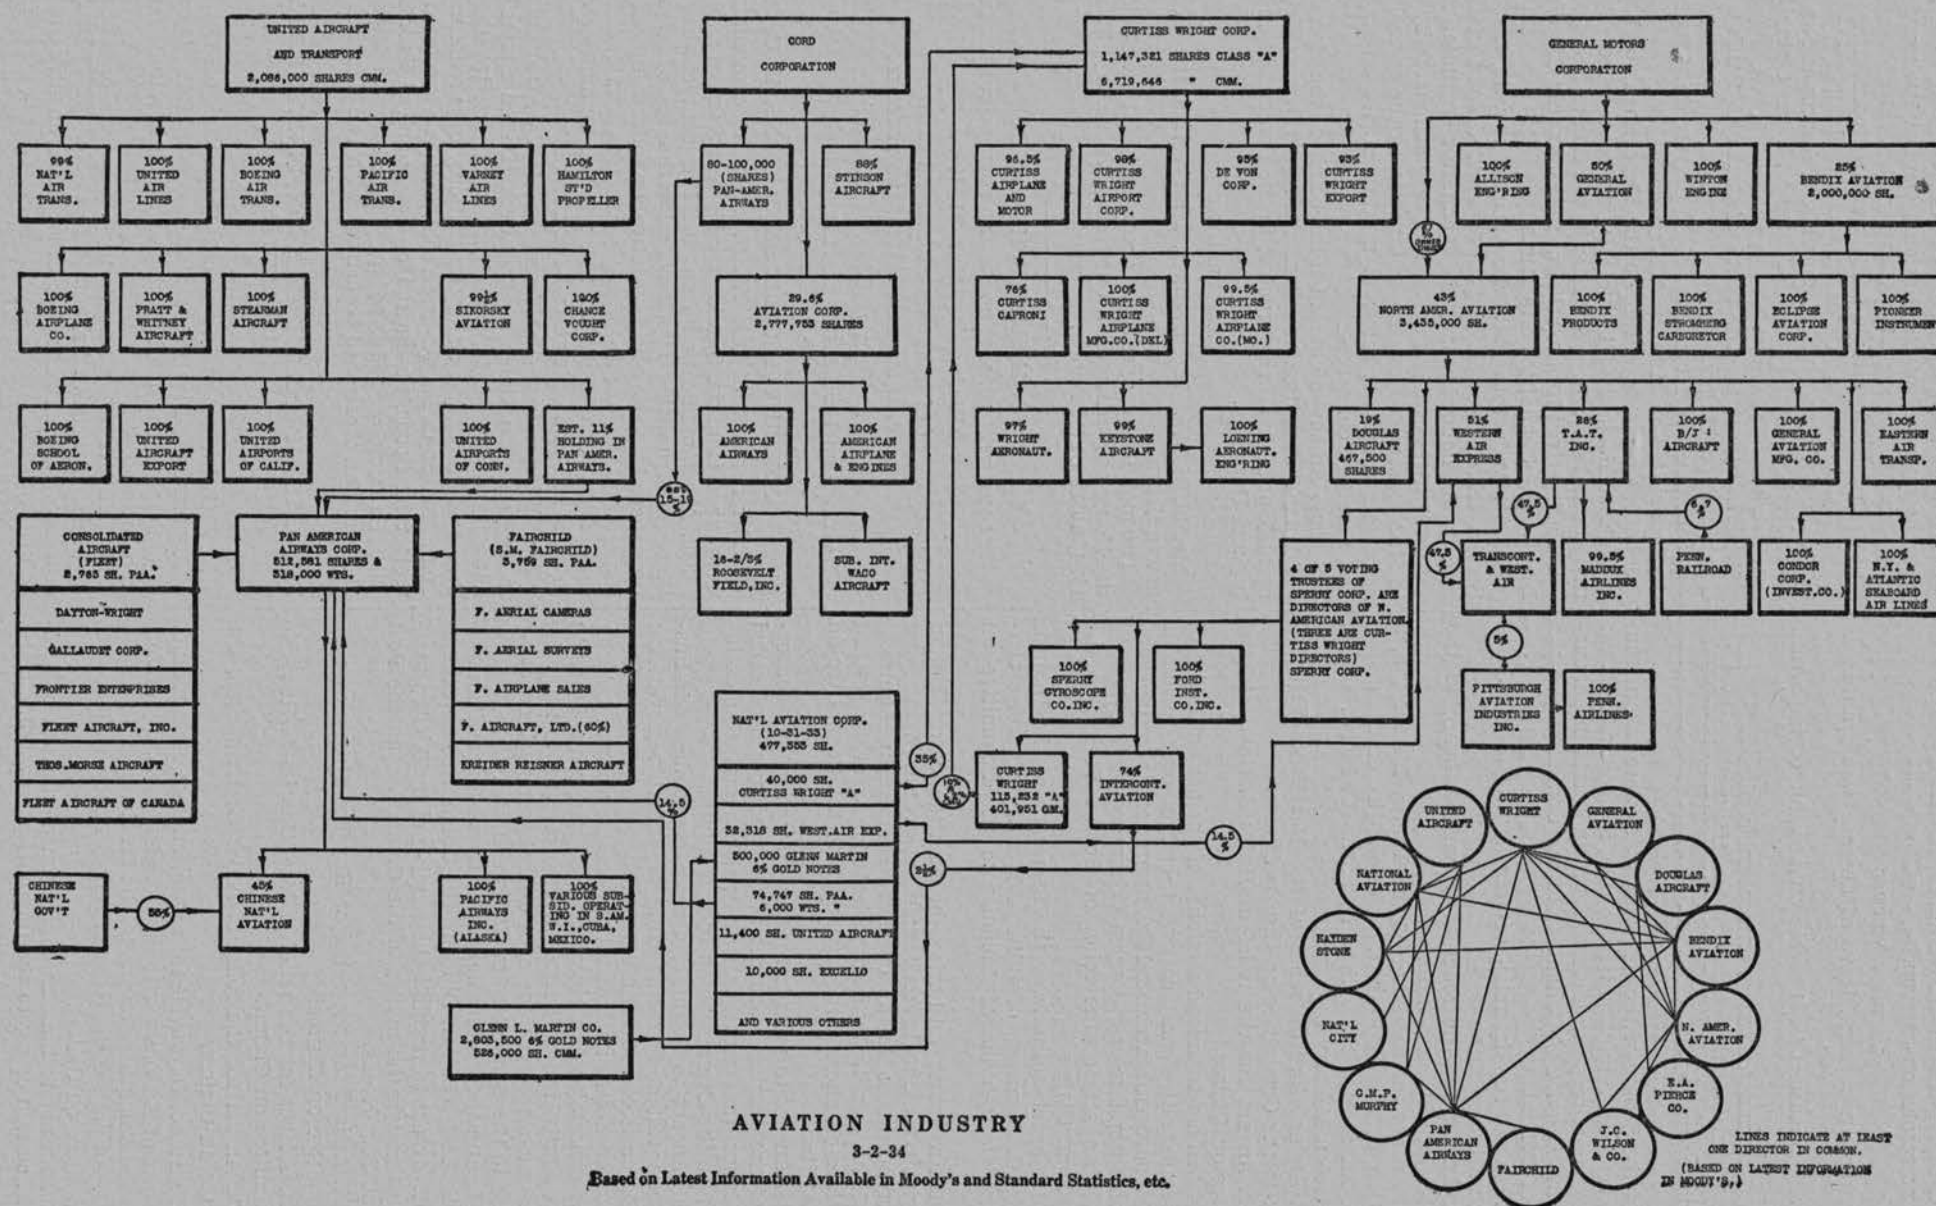 UNITED AIRCRAFT
AND TRANSPORT
2,086,000 SHARES CMM.
CORD
CORPORATION
CURTISS WRIGHT CORP.
1,147,321 SHARES CLASS "A"
6,719,646 " CMM.
GENERAL MOTORS
CORPORATION
99%
NAT'L
AIR
TRANS.
100%
UNITED
AIR
LINES
100%
BOEING
AIR
TRANS.
100%
PACIFIC
AIR
TRANS.
100%
VARNEY
AIR
LINES
100%
HAMILTON
ST'D
PROPELLER
80-100,000
(SHARES)
PAN-AMER.
AIRWAYS
88%
STINSON
AIRCRAFT
96.5%
CURTISS
AIRPLANE
AND
MOTOR
98%
CURTISS
WRIGHT
AIRPORT
CORP.
95%
DE VON
CORP.
93%
CURTISS
WRIGHT
EXPORT
100%
ALLISON
ENG'RING
50%
GENERAL
AVIATION
100%
WINTON
ENGINE
25%
BENDIX AVIATION
2,000,000 SH.
100%
BOEING
AIRPLANE
CO.
100%
PRATT &
WHITNEY
AIRCRAFT
100%
STEARMAN
AIRCRAFT
99½%
SIKORSKY
AVIATION
100%
CHANCE
VOUGHT
CORP.
29.6%
AVIATION CORP.
2,777,753 SHARES
76%
CURTISS
CAPRONI
100%
CURTISS
WRIGHT
AIRPLANE
MFG.CO.(DEL)
99.5%
CURTISS
WRIGHT
AIRPLANE
CO.(MO.)
43%
NORTH AMER. AVIATION
3,435,000 SH.
100%
BENDIX
PRODUCTS
100%
BENDIX
STROMBERG
CARBURETOR
100%
ECLIPSE
AVIATION
CORP.
100%
PIONEER
INSTRUMEN
100%
BOEING
SCHOOL
OF AERON.
100%
UNITED
AIRCRAFT
EXPORT
100%
UNITED
AIRPORTS
OF CALIF.
100%
UNITED
AIRPORTS
OF CONN.
EST. 11%
HOLDING IN
PAN AMER.
AIRWAYS.
100%
AMERICAN
AIRWAYS
100%
AMERICAN
AIRPLANE
& ENGINES
97%
WRIGHT
AERONAUT.
99%
KEYSTONE
AIRCRAFT
100%
LOENING
AERONAUT.
ENG'RING
19%
DOUGLAS
AIRCRAFT
467,500
SHARES
51%
WESTERN
AIR
EXPRESS
28%
T.A.T.
INC.
100%
B/J
AIRCRAFT
100%
GENERAL
AVIATION
MFG. CO.
100%
EASTERN
AIR
TRANSP.
CONSOLIDATED
AIRCRAFT
(FLEET)
2,783 SH. PAA.
DAYTON-WRIGHT
GALLAUDET CORP.
FRONTIER ENTERPRISES
FLEET AIRCRAFT, INC.
THOS.MORSE AIRCRAFT
FLEET AIRCRAFT OF CANADA
PAN AMERICAN
AIRWAYS CORP.
512,581 SHARES &
318,000 WTS.
FAIRCHILD
(S.M. FAIRCHILD)
3,759 SH. PAA.
F. AERIAL CAMERAS
F. AERIAL SURVEYS
F. AIRPLANE SALES
F. AIRCRAFT, LTD.(60%)
KREIDER REISNER AIRCRAFT
16-2/3%
ROOSEVELT
FIELD,INC.
SUB. INT.
WACO
AIRCRAFT
4 OF 5 VOTING
TRUSTEES OF
SPERRY CORP. ARE
DIRECTORS OF N.
AMERICAN AVIATION.
(THREE ARE CUR-
TISS WRIGHT
DIRECTORS)
SPERRY CORP.
47.5
%
47.5
%
TRANSCONT.
& WEST.
AIR
99.5%
MADDUX
AIRLINES
INC.
PENN.
RAILROAD
100%
CONDOR
CORP.
(INVEST.CO.)
100%
N.Y. &
ATLANTIC
SEABOARD
AIR LINES
5%
PITTSBURGH
AVIATION
INDUSTRIES
INC.
100%
PENN.
AIRLINES
100%
SPERRY
GYROSCOPE
CO.INC.
100%
FORD
INST.
CO.INC.
NAT'L AVIATION CORP.
(10-31-33)
477,353 SH.
40,000 SH.
CURTISS WRIGHT "A"
32,318 SH. WEST.AIR EXP.
500,000 GLENN MARTIN
6% GOLD NOTES
74,747 SH. PAA.
6,000 WTS. "
11,400 SH. UNITED AIRCRAFT
10,000 SH. EXCELLO
AND VARIOUS OTHERS
35%
14.5
%
14.5
%
2½%
CURTISS
WRIGHT
115,232 "A"
401,951 CM.
74%
INTERCONT.
AVIATION
CHINESE
NAT'L
GOV'T
55%
45%
CHINESE
NAT'L
AVIATION
100%
PACIFIC
AIRWAYS
INC.
(ALASKA)
100%
VARIOUS SUB-
SID. OPERAT-
ING IN S.AM.
W.I.,CUBA,
MEXICO.
GLENN L. MARTIN CO.
2,603,500 6% GOLD NOTES
526,000 SH. CMM.
UNITED
AIRCRAFT
CURTISS
WRIGHT
GENERAL
AVIATION
NATIONAL
AVIATION
DOUGLAS
AIRCRAFT
HAYDEN
STONE
BENDIX
AVIATION
NAT'L
CITY
N. AMER.
AVIATION
G.M.P.
MURPHY
E.A.
PIERCE
CO.
PAN
AMERICAN
AIRWAYS
FAIRCHILD
J.C.
WILSON
& CO.
LINES INDICATE AT LEAST
ONE DIRECTOR IN COMMON.
(BASED ON LATEST INFORMATION
IN MOODY'S.)
AVIATION INDUSTRY
3-2-34
Based on Latest Information Available in Moody's and Standard Statistics, etc.